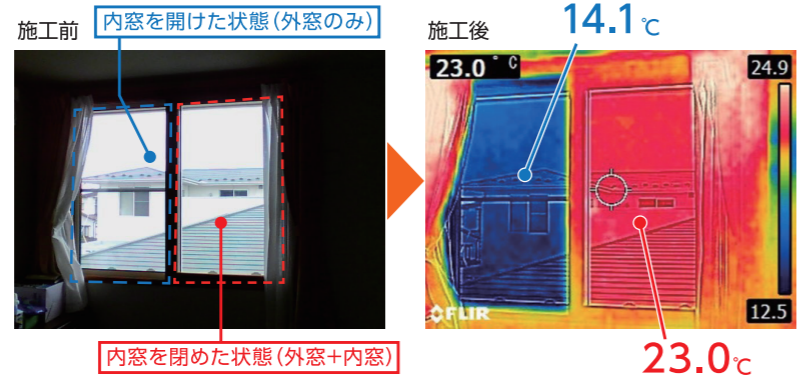 施工前
内窓を開けた状態(外窓のみ)
内窓を閉めた状態(外窓+内窓)
施工後
14.1℃
23.0 °C
24.9
12.5
FLIR
23.0℃